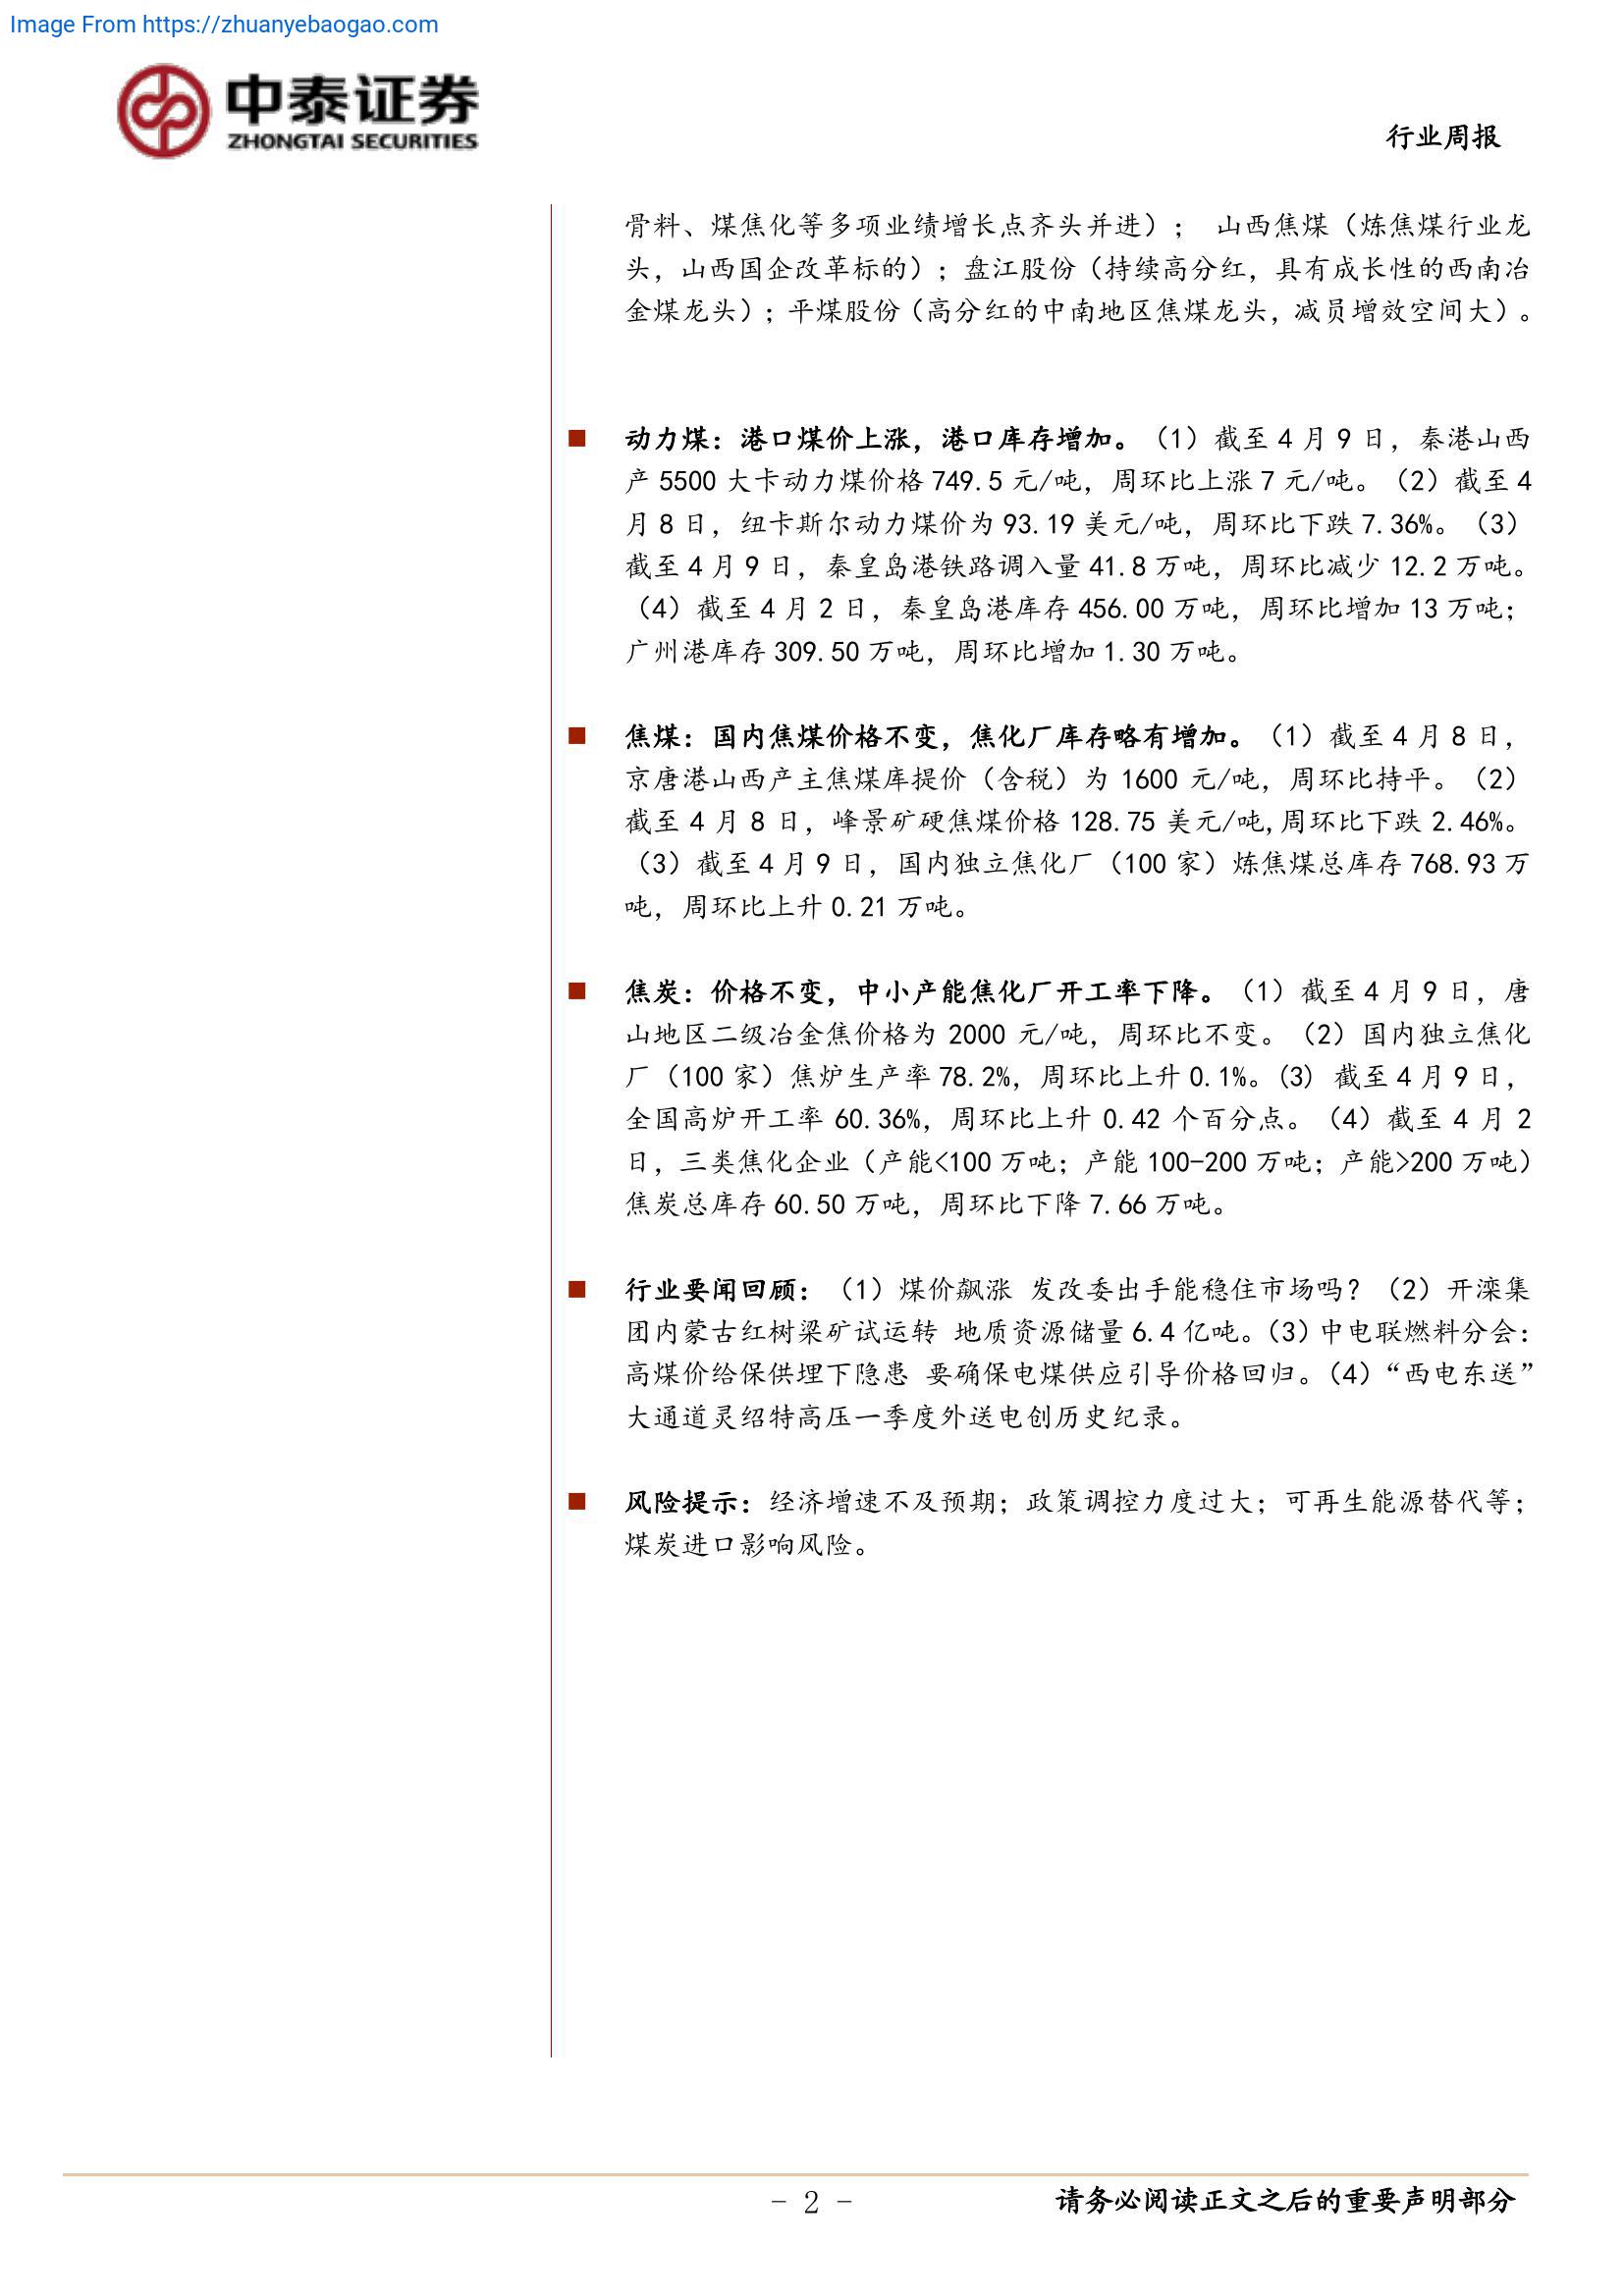 Image From https://zhuanyebaogao.com
中泰证券
ZHONGTAI SECURITIES
行业周报
骨料、煤焦化等多项业绩增长点齐头并进）； 山西焦煤（炼焦煤行业龙
头，山西国企改革标的）；盘江股份（持续高分红，具有成长性的西南冶
金煤龙头）；平煤股份（高分红的中南地区焦煤龙头，减员增效空间大）。
■ 动力煤：港口煤价上涨，港口库存增加。（1）截至 4 月 9 日，秦港山西
产 5500 大卡动力煤价格 749.5 元/吨，周环比上涨 7 元/吨。（2）截至 4
月 8 日，纽卡斯尔动力煤价为 93.19 美元/吨，周环比下跌 7.36%。（3）
截至 4 月 9 日，秦皇岛港铁路调入量 41.8 万吨，周环比减少 12.2 万吨。
（4）截至 4 月 2 日，秦皇岛港库存 456.00 万吨，周环比增加 13 万吨；
广州港库存 309.50 万吨，周环比增加 1.30 万吨。
■ 焦煤：国内焦煤价格不变，焦化厂库存略有增加。（1）截至 4 月 8 日，
京唐港山西产主焦煤库提价（含税）为 1600 元/吨，周环比持平。（2）
截至 4 月 8 日，峰景矿硬焦煤价格 128.75 美元/吨,周环比下跌 2.46%。
（3）截至 4 月 9 日，国内独立焦化厂（100 家）炼焦煤总库存 768.93 万
吨，周环比上升 0.21 万吨。
■ 焦炭：价格不变，中小产能焦化厂开工率下降。（1）截至 4 月 9 日，唐
山地区二级冶金焦价格为 2000 元/吨，周环比不变。（2）国内独立焦化
厂（100 家）焦炉生产率 78.2%，周环比上升 0.1%。(3) 截至 4 月 9 日，
全国高炉开工率 60.36%，周环比上升 0.42 个百分点。（4）截至 4 月 2
日，三类焦化企业（产能<100 万吨；产能 100-200 万吨；产能>200 万吨）
焦炭总库存 60.50 万吨，周环比下降 7.66 万吨。
■ 行业要闻回顾：（1）煤价飙涨 发改委出手能稳住市场吗？（2）开滦集
团内蒙古红树梁矿试运转 地质资源储量 6.4 亿吨。（3）中电联燃料分会：
高煤价给保供埋下隐患 要确保电煤供应引导价格回归。（4）“西电东送”
大通道灵绍特高压一季度外送电创历史纪录。
■ 风险提示：经济增速不及预期；政策调控力度过大；可再生能源替代等；
煤炭进口影响风险。
- 2 -
请务必阅读正文之后的重要声明部分